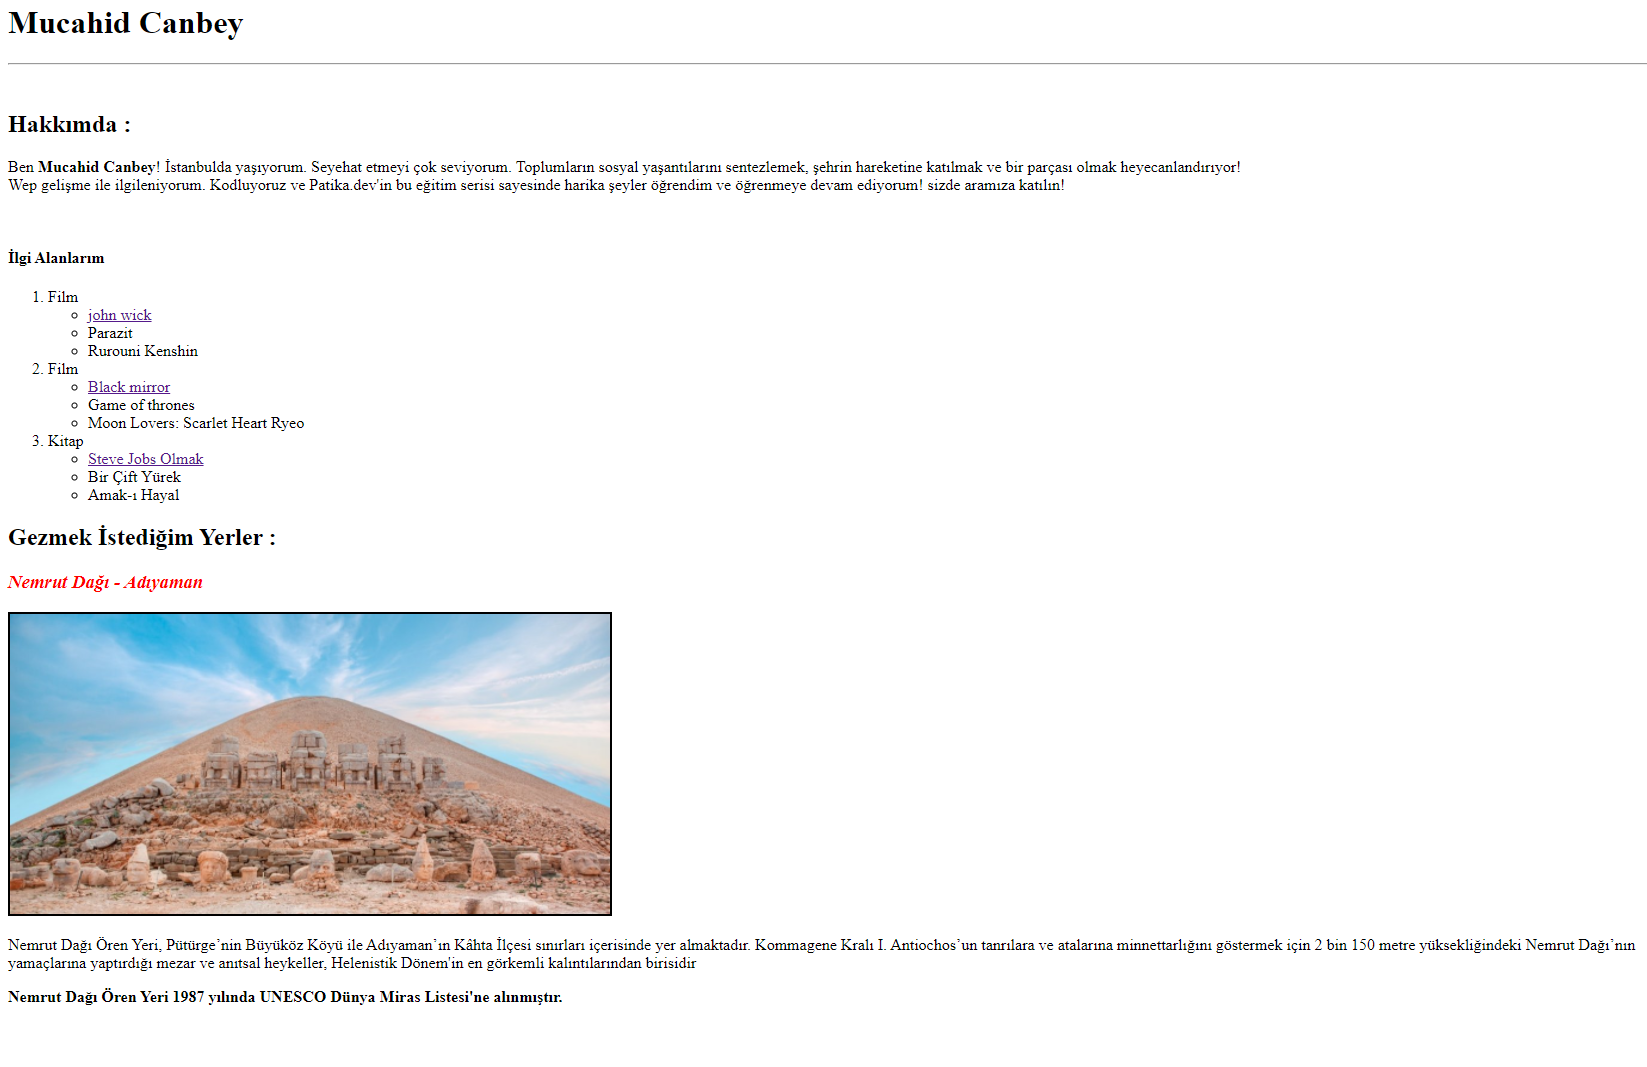 Mucahid Canbey
Hakkımda :
Ben Mucahid Canbey! İstanbulda yaşıyorum. Seyehat etmeyi çok seviyorum. Toplumların sosyal yaşantılarını sentezlemek, şehrin hareketine katılmak ve bir parçası olmak heyecanlandırıyor!
Wep gelişme ile ilgileniyorum. Kodluyoruz ve Patika.dev'in bu eğitim serisi sayesinde harika şeyler öğrendim ve öğrenmeye devam ediyorum! sizde aramıza katılın!
İlgi Alanlarım
1. Film
john wick
Parazit
Rurouni Kenshin
2. Film
Black mirror
Game of thrones
Moon Lovers: Scarlet Heart Ryeo
3. Kitap
Steve Jobs Olmak
Bir Çift Yürek
Amak-ı Hayal
Gezmek İstediğim Yerler :
Nemrut Dağı - Adıyaman
Nemrut Dağı Ören Yeri, Pütürge’nin Büyüköz Köyü ile Adıyaman’ın Kâhta İlçesi sınırları içerisinde yer almaktadır. Kommagene Kralı I. Antiochos’un tanrılara ve atalarına minnettarlığını göstermek için 2 bin 150 metre yüksekliğindeki Nemrut Dağı’nın
yamaçlarına yaptırdığı mezar ve anıtsal heykeller, Helenistik Dönem'in en görkemli kalıntılarından birisidir
Nemrut Dağı Ören Yeri 1987 yılında UNESCO Dünya Miras Listesi'ne alınmıştır.